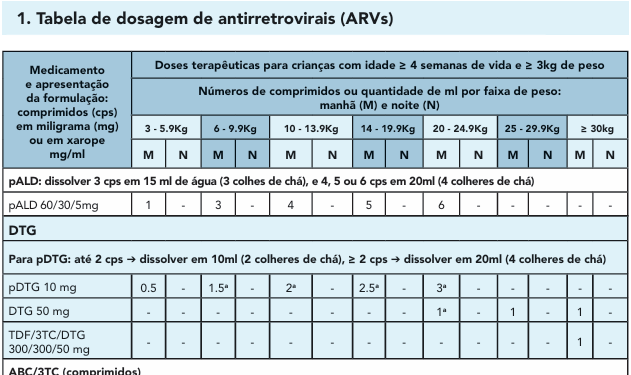 1. Tabela de dosagem de antirretrovirais (ARVs)
Medicamento
e apresentação
da formulação:
comprimidos (cps)
em miligrama (mg)
ou em xarope
mg/ml
Doses terapêuticas para crianças com idade ≥ 4 semanas de vida e ≥ 3kg de peso
Números de comprimidos ou quantidade de ml por faixa de peso:
manhã (M) e noite (N)
3 - 5.9Kg 6 - 9.9Kg 10 - 13.9Kg 14 - 19.9Kg 20 - 24.9Kg 25 - 29.9Kg ≥ 30kg
M N M N M N M N M N M N M N
pALD: dissolver 3 cps em 15 ml de água (3 colhes de chá), e 4, 5 ou 6 cps em 20ml (4 colheres de chá)
pALD 60/30/5mg 1 - 3 - 4 - 5 - 6 - - - - -
DTG
Para pDTG: até 2 cps → dissolver em 10ml (2 colheres de chá), ≥ 2 cps → dissolver em 20ml (4 colheres de chá)
pDTG 10 mg 0.5 - 1.5ª - 2ª - 2.5ª - 3ª - - - - -
DTG 50 mg - - - - - - - - 1ª - 1 - 1 -
TDF/3TC/DTG
300/300/50 mg - - - - - - - - - - - - 1 -
ABC/3TC (comprimidos)